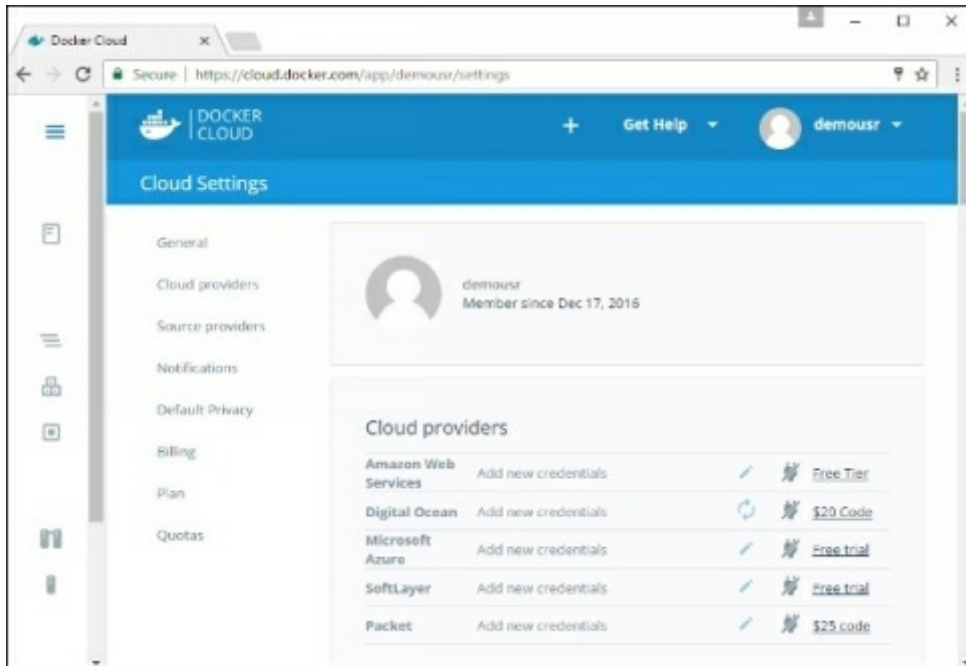 Docker Cloud
Secure | https://cloud.docker.com/app/demousr/settings
DOCKER
CLOUD
Get Help
demousr
Cloud Settings
General
Cloud providers
Source providers
Notifications
Default Privacy
Billing
Plan
Quotas
demousr
Member since Dec 17, 2016
Cloud providers
Amazon Web
Services
Add new credentials
Free Tier
Digital Ocean
Add new credentials
$20 Code
Microsoft
Azure
Add new credentials
Free trial
SoftLayer
Add new credentials
Free trial
Packet
Add new credentials
$25 code